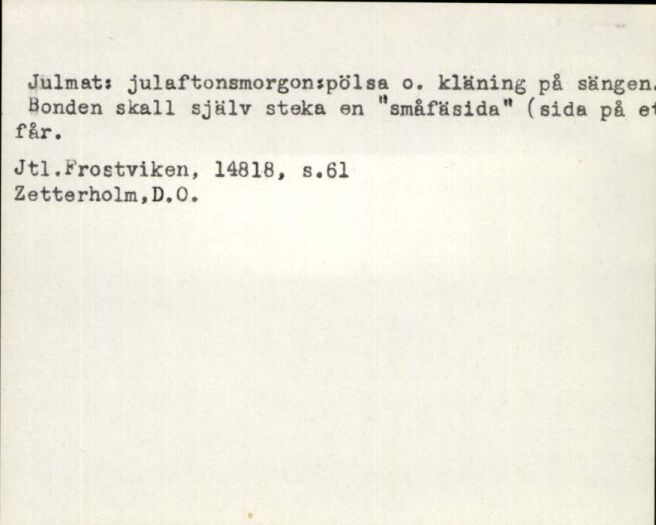 Julmat: julaftonsmorgon:pölsa o. kläning på sängen.
Bonden skall själv steka en "småfäsida" (sida på et
får.
Jtl.Frostviken, 14818, s.61
Zetterholm,D.O.